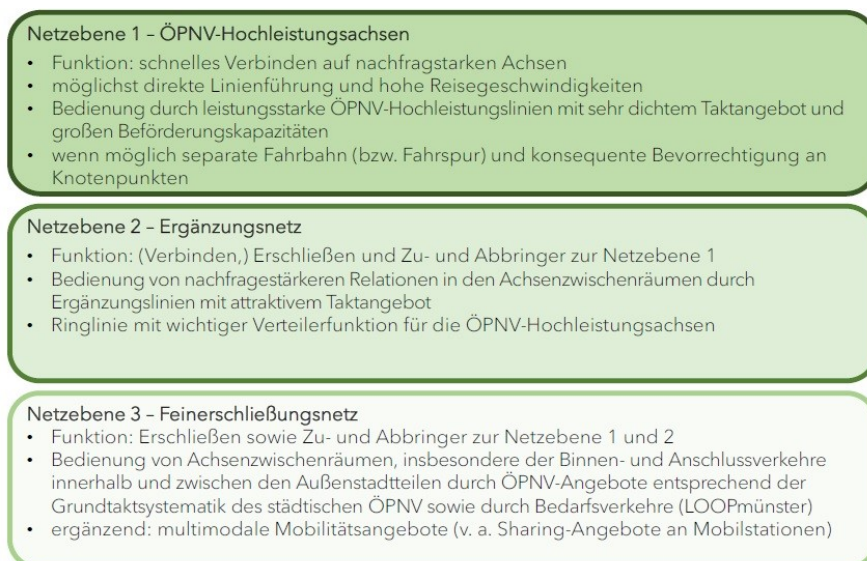 Netzebene 1 – ÖPNV-Hochleistungsachsen
• Funktion: schnelles Verbinden auf nachfragstarken Achsen
• möglichst direkte Linienführung und hohe Reisegeschwindigkeiten
• Bedienung durch leistungsstarke ÖPNV-Hochleistungslinien mit sehr dichtem Taktangebot und
großen Beförderungskapazitäten
• wenn möglich separate Fahrbahn (bzw. Fahrspur) und konsequente Bevorrechtigung an
Knotenpunkten
Netzebene 2 – Ergänzungsnetz
• Funktion: (Verbinden,) Erschließen und Zu- und Abbringer zur Netzebene 1
• Bedienung von nachfragestärkeren Relationen in den Achsenzwischenräumen durch
Ergänzungslinien mit attraktivem Taktangebot
• Ringlinie mit wichtiger Verteilerfunktion für die ÖPNV-Hochleistungsachsen
Netzebene 3 – Feinerschließungsnetz
• Funktion: Erschließen sowie Zu- und Abbringer zur Netzebene 1 und 2
• Bedienung von Achsenzwischenräumen, insbesondere der Binnen- und Anschlussverkehre
innerhalb und zwischen den Außenstadtteilen durch ÖPNV-Angebote entsprechend der
Grundtaktsystematik des städtischen ÖPNV sowie durch Bedarfsverkehre (LOOPmünster)
• ergänzend: multimodale Mobilitätsangebote (v. a. Sharing-Angebote an Mobilstationen)